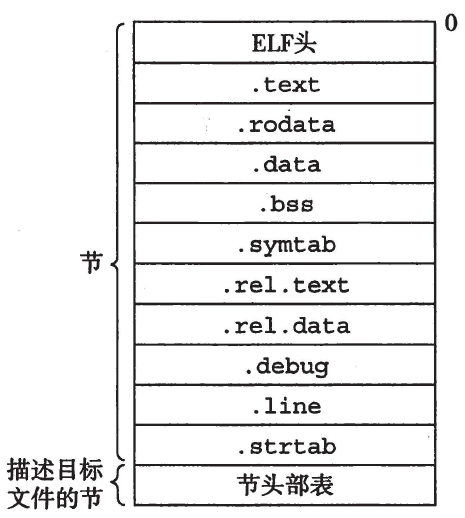 0
ELF头
.text
.rodata
.data
.bss
.symtab
.rel.text
.rel.data
.debug
.line
.strtab
节头部表
节
描述目标
文件的节